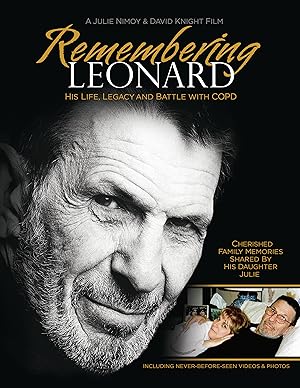 A JULIE NIMOY & DAVID KNIGHT FILM
Remembering
LEONARD
HIS LIFE, LEGACY AND BATTLE WITH COPD
CHERISHED
FAMILY MEMORIES
SHARED BY
HIS DAUGHTER
JULIE
INCLUDING NEVER-BEFORE-SEEN VIDEOS & PHOTOS